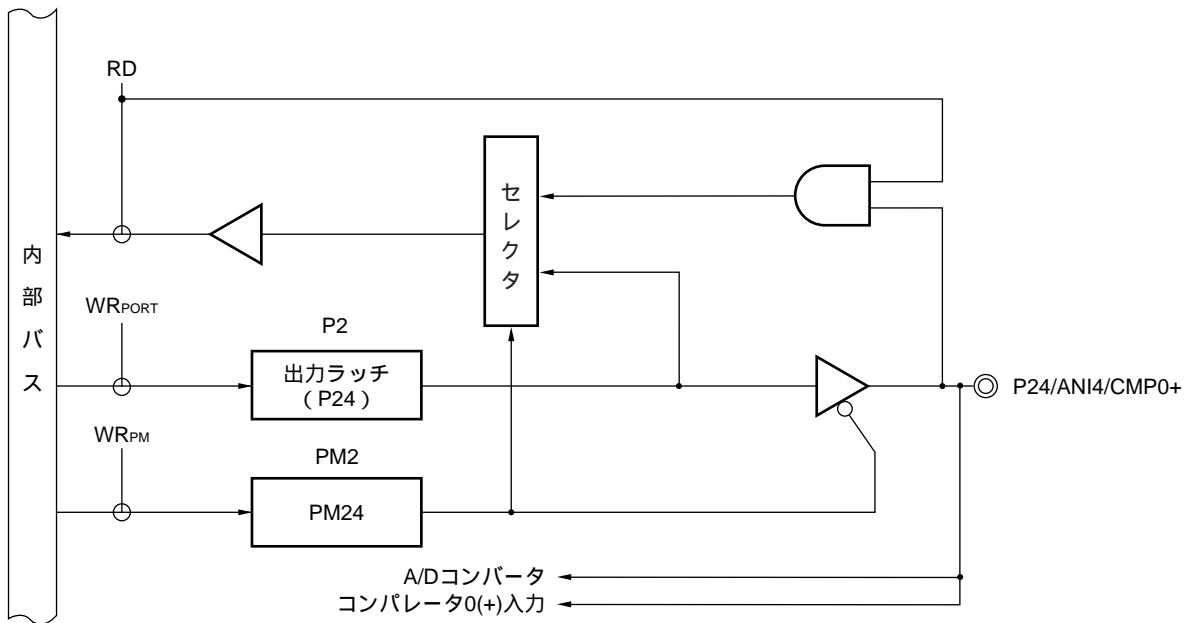 RD
セレクタ
内部バス
WRPORT
P2
出力ラッチ
(P24)
P24/ANI4/CMP0+
WRPM
PM2
PM24
A/Dコンバータ
コンパレータ0(+)入力